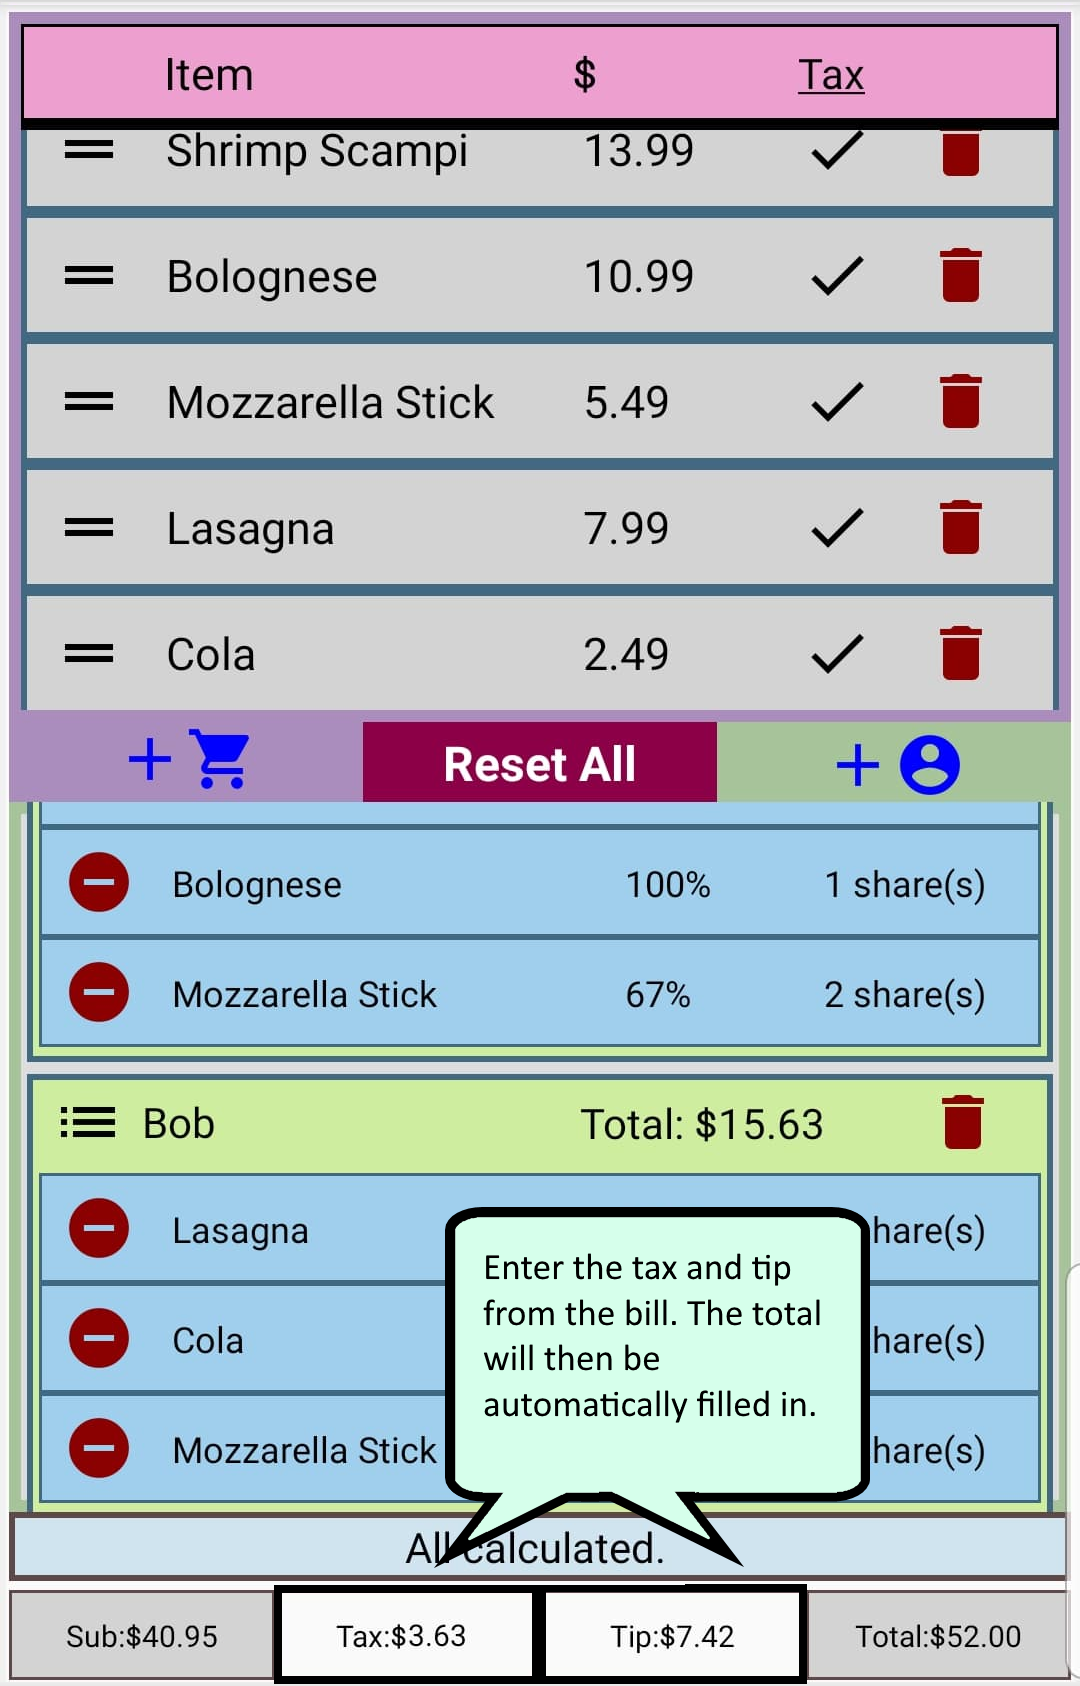 Item $ Tax
Shrimp Scampi 13.99
Bolognese 10.99
Mozzarella Stick 5.49
Lasagna 7.99
Cola 2.49
+ Reset All +
Bolognese 100% 1 share(s)
Mozzarella Stick 67% 2 share(s)
Bob Total: $15.63
Lasagna hare(s)
Cola hare(s)
Mozzarella Stick hare(s)
Enter the tax and tip
from the bill. The total
will then be
automatically filled in.
All calculated.
Sub:$40.95 Tax:$3.63 Tip:$7.42 Total:$52.00